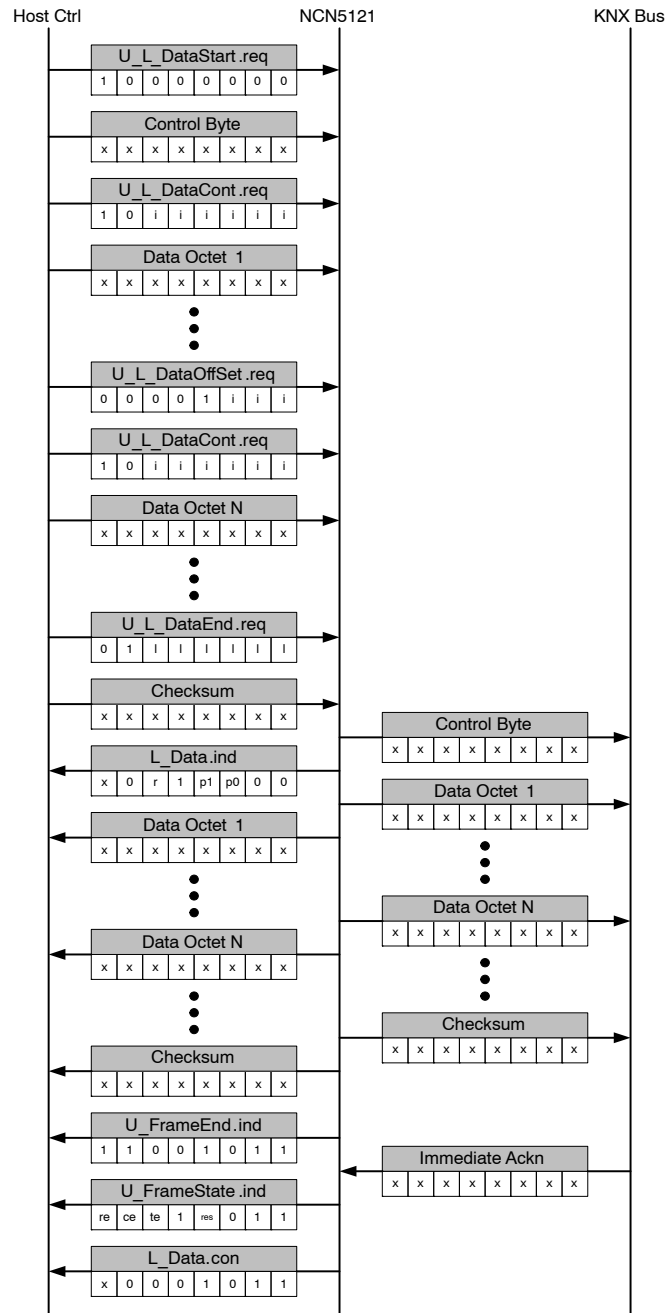 Host Ctrl NCN5121 KNX Bus
U_L_DataStart.req
1 0 0 0 0 0 0 0
Control Byte
x x x x x x x x
U_L_DataCont.req
1 0 i i i i i i
Data Octet 1
x x x x x x x x
U_L_DataOffSet.req
0 0 0 0 1 i i i
U_L_DataCont.req
1 0 i i i i i i
Data Octet N
x x x x x x x x
U_L_DataEnd.req
0 1 l l l l l l
Checksum
x x x x x x x x
Control Byte
x x x x x x x x
L_Data.ind
x 0 r 1 p1 p0 0 0
Data Octet 1
x x x x x x x x
Data Octet 1
x x x x x x x x
Data Octet N
x x x x x x x x
Data Octet N
x x x x x x x x
Checksum
x x x x x x x x
Checksum
x x x x x x x x
U_FrameEnd.ind
1 1 0 0 1 0 1 1
Immediate Ackn
x x x x x x x x
U_FrameState.ind
re ce te 1 res 0 1 1
L_Data.con
x 0 0 0 1 0 1 1